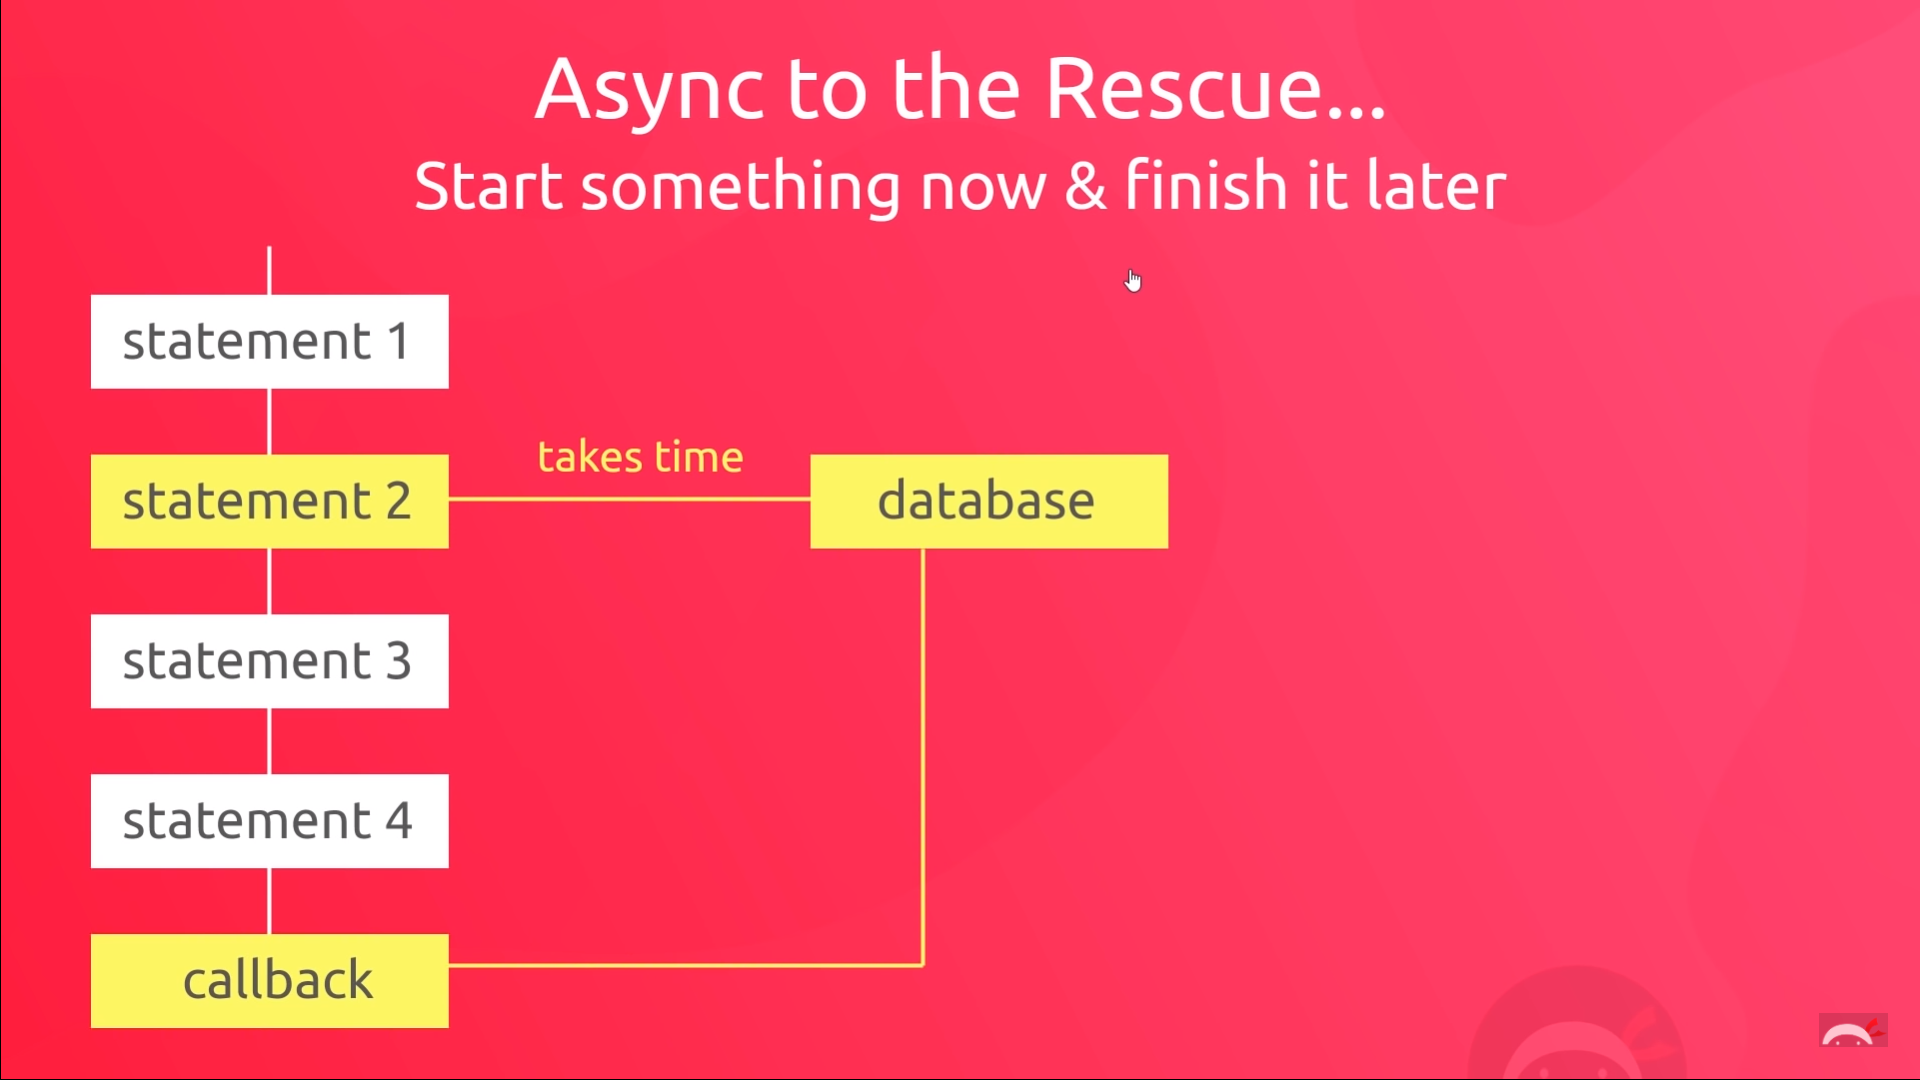 Async to the Rescue...
Start something now & finish it later
statement 1
takes time
statement 2
database
statement 3
statement 4
callback